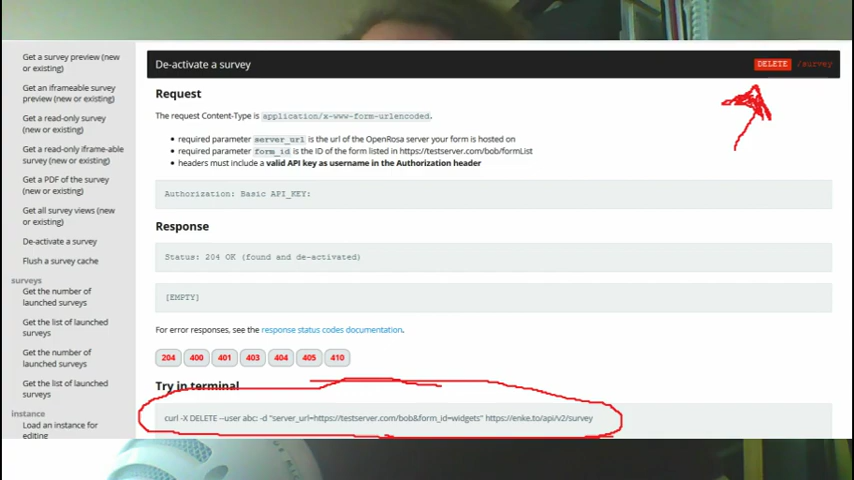 Get a survey preview (new
or existing)
Get an iframeable survey
preview (new or existing)
Get a read-only survey
(new or existing)
Get a read-only iframe-able
survey (new or existing)
Get a PDF of the survey
(new or existing)
Get all survey views (new
or existing)
De-activate a survey
Flush a survey cache
surveys
Get the number of
launched surveys
Get the list of launched
surveys
Get the number of
launched surveys
Get the list of launched
surveys
instance
Load an instance for
editing
De-activate a survey
DELETE /survey
Request
The request Content-Type is application/x-www-form-urlencoded.
• required parameter server_url is the url of the OpenRosa server your form is hosted on
• required parameter form_id is the ID of the form listed in https://testserver.com/bob/formList
• headers must include a valid API key as username in the Authorization header
Authorization: Basic API_KEY:
Response
Status: 204 OK (found and de-activated)
[EMPTY]
For error responses, see the response status codes documentation.
204 400 401 403 404 405 410
Try in terminal
curl -X DELETE --user abc: -d "server_url=https://testserver.com/bob&form_id=widgets" https://enke.to/api/v2/survey